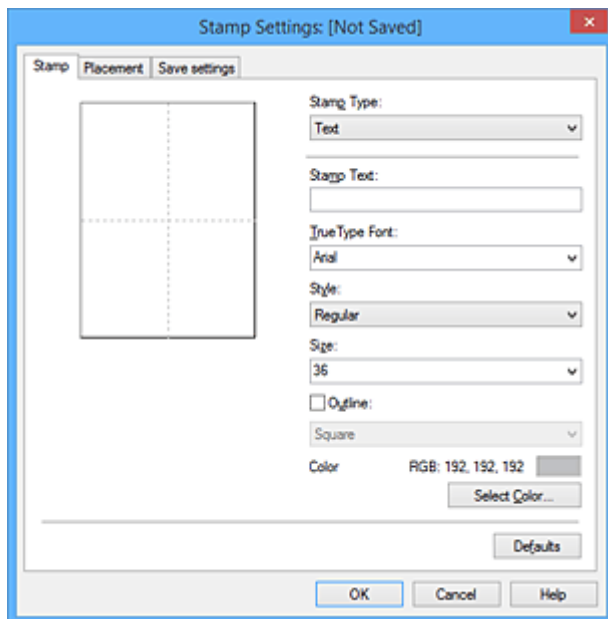 Stamp Settings: [Not Saved]
Stamp Placement Save settings
Stamp Type:
Text
Stamp Text:
TrueType Font:
Arial
Style:
Regular
Size:
36
Outline:
Square
Color RGB: 192, 192, 192
Select Color...
Defaults
OK Cancel Help